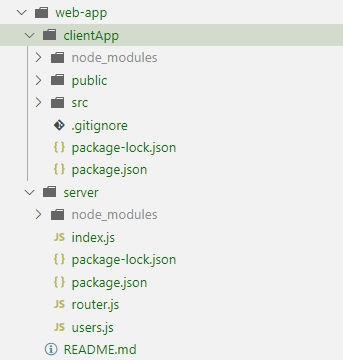 web-app
clientApp
node_modules
public
src
.gitignore
{ } package-lock.json
{ } package.json
server
node_modules
JS index.js
{ } package-lock.json
{ } package.json
JS router.js
JS users.js
README.md